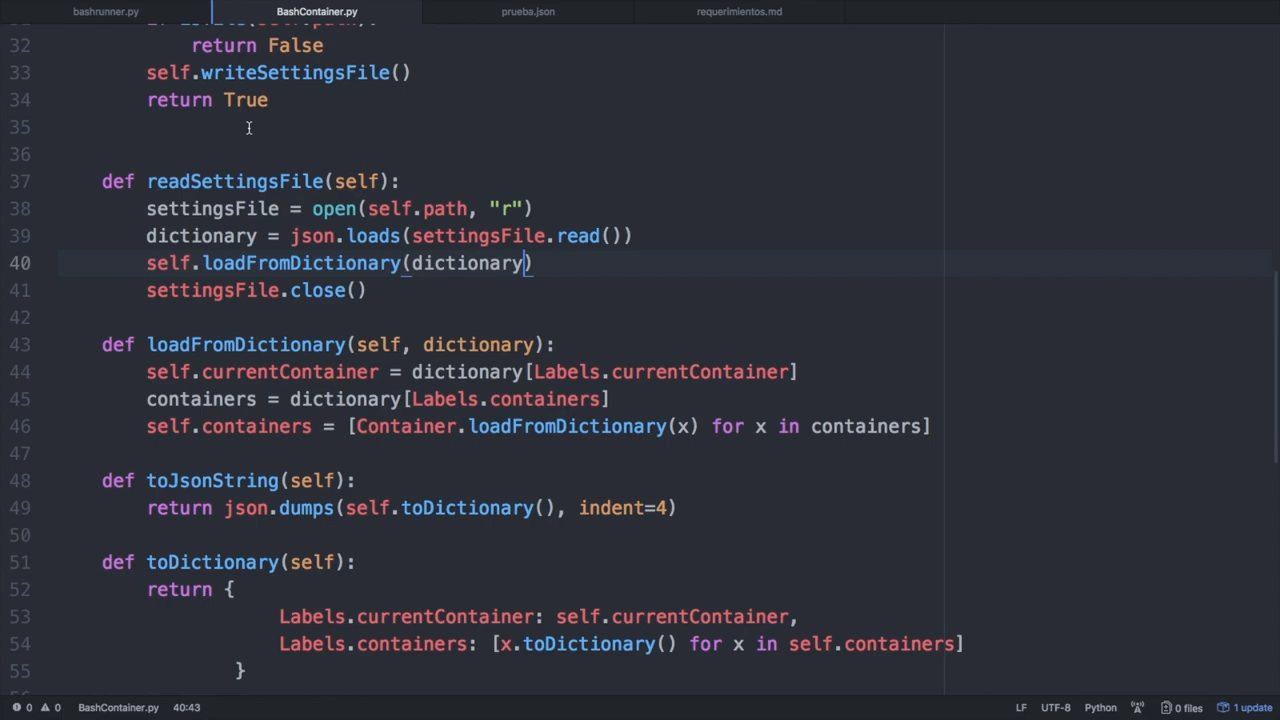 bashrunner.py BashContainer.py prueba.json requerimientos.md
32 return False
33 self.writeSettingsFile()
34 return True
35
36
37 def readSettingsFile(self):
38 settingsFile = open(self.path, "r")
39 dictionary = json.loads(settingsFile.read())
40 self.loadFromDictionary(dictionary)
41 settingsFile.close()
42
43 def loadFromDictionary(self, dictionary):
44 self.currentContainer = dictionary[Labels.currentContainer]
45 containers = dictionary[Labels.containers]
46 self.containers = [Container.loadFromDictionary(x) for x in containers]
47
48 def toJsonString(self):
49 return json.dumps(self.toDictionary(), indent=4)
50
51 def toDictionary(self):
52 return {
53 Labels.currentContainer: self.currentContainer,
54 Labels.containers: [x.toDictionary() for x in self.containers]
55 }
0 0 BashContainer.py 40:43 LF UTF-8 Python 0 files 1 update